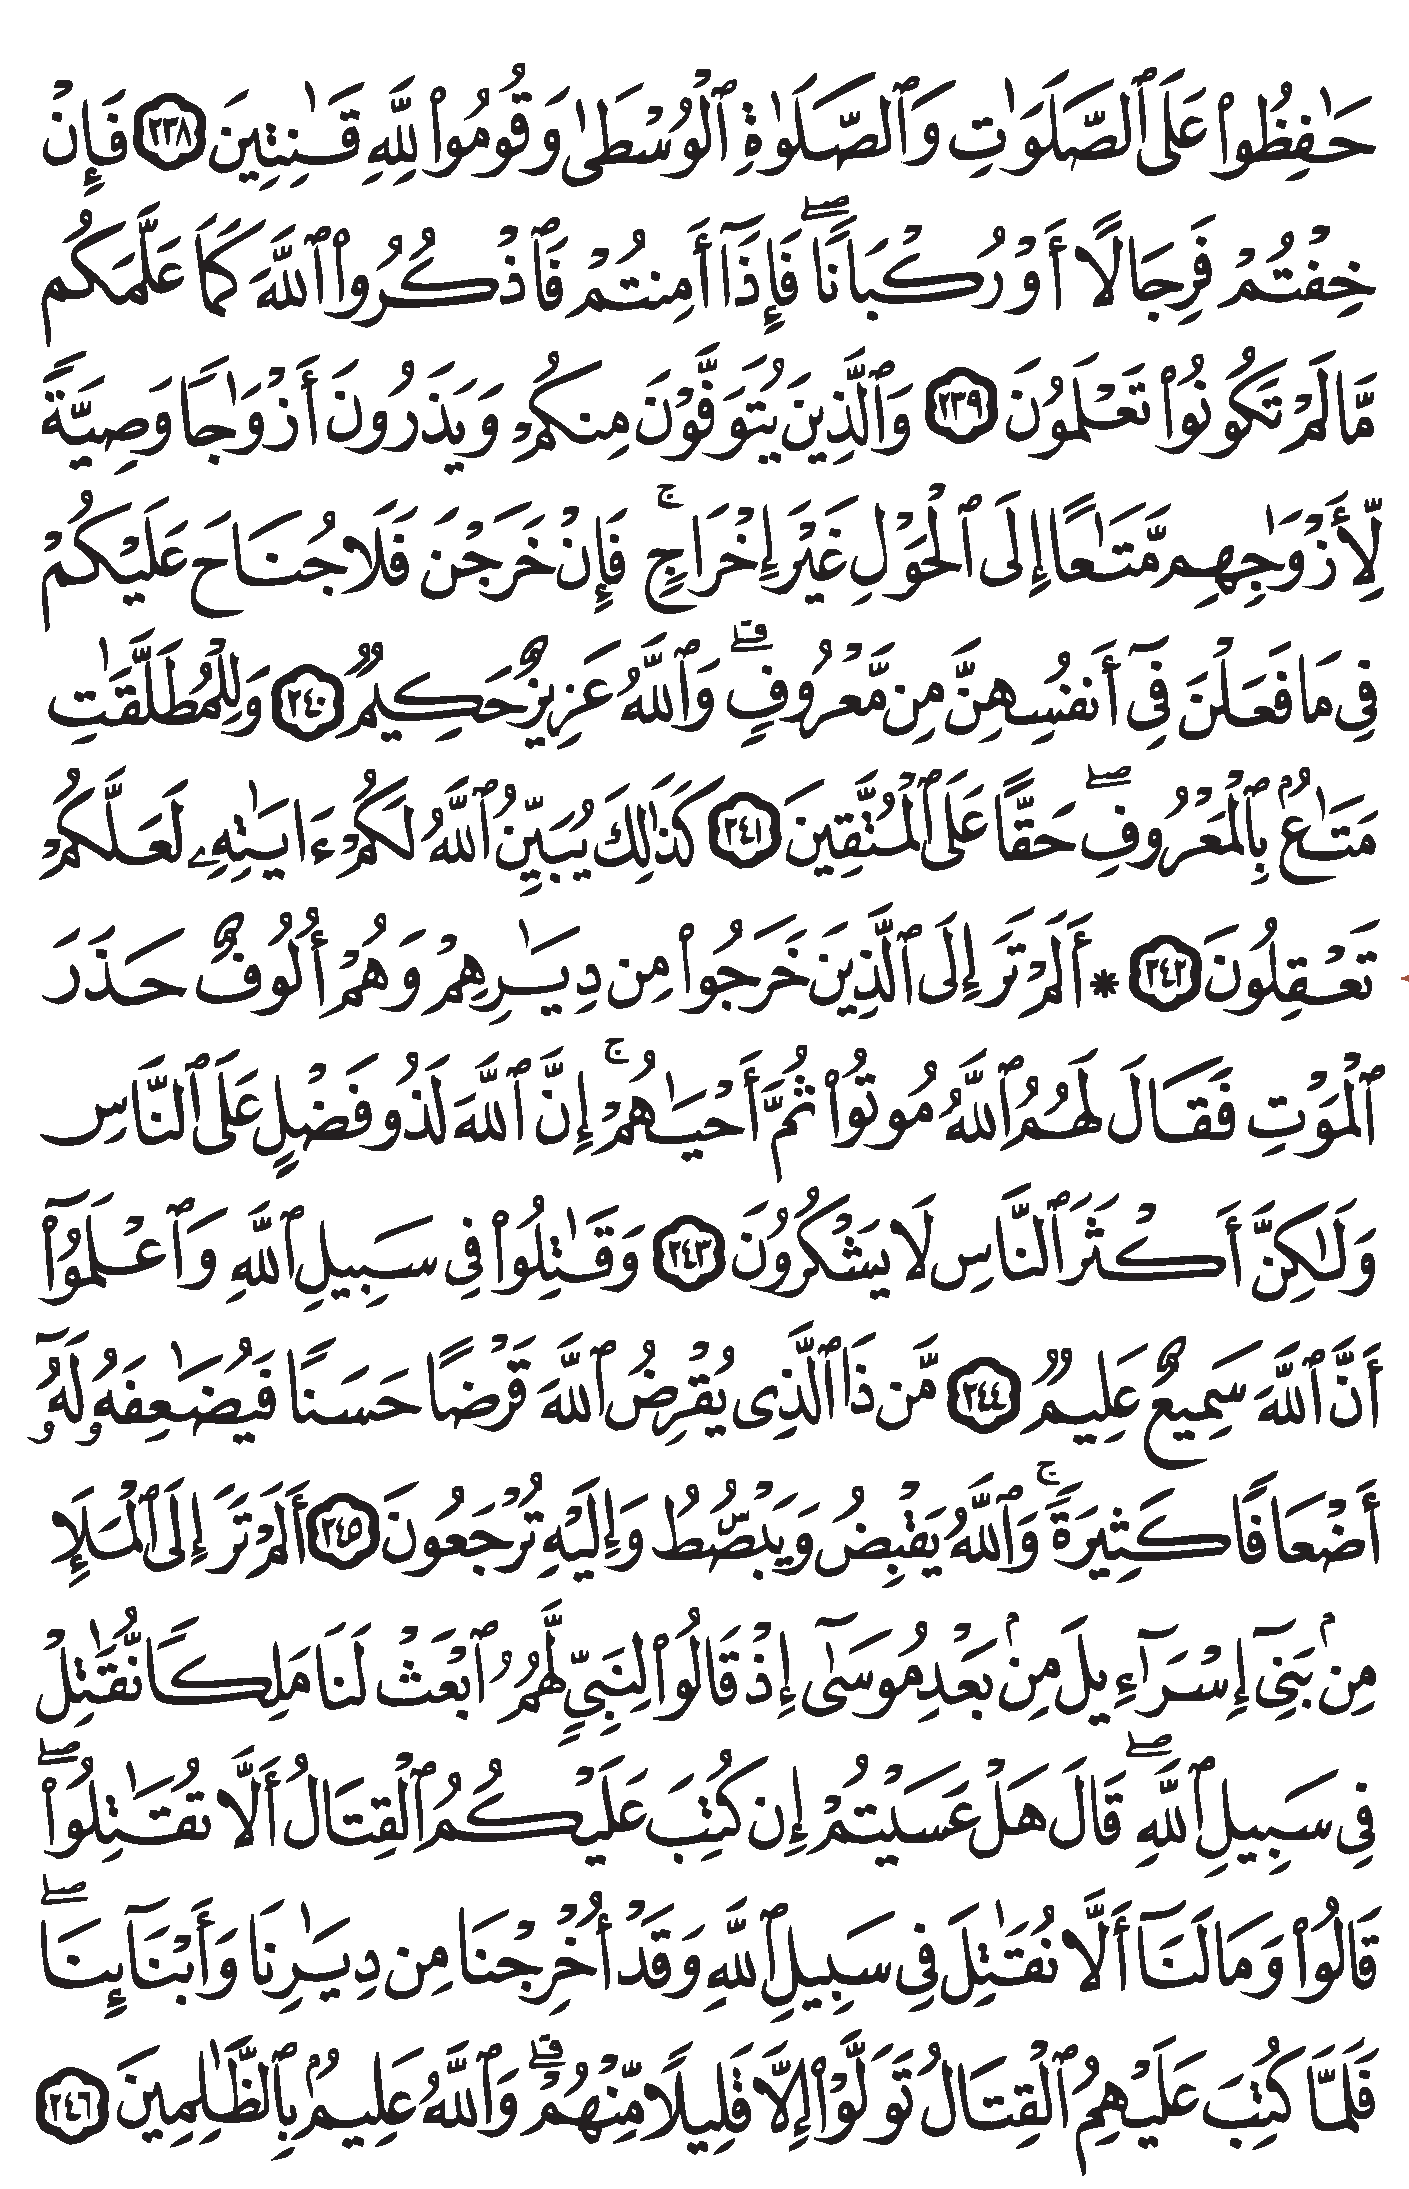 حَٰفِظُوا۟ عَلَى ٱلصَّلَوَٰتِ وَٱلصَّلَوٰةِ ٱلْوُسْطَىٰ وَقُومُوا۟ لِلَّهِ قَٰنِتِينَ ٢٣٨ فَإِنْ
خِفْتُمْ فَرِجَالًا أَوْ رُكْبَانًا ۖ فَإِذَآ أَمِنتُمْ فَٱذْكُرُوا۟ ٱللَّهَ كَمَا عَلَّمَكُم
مَّا لَمْ تَكُونُوا۟ تَعْلَمُونَ ٢٣٩ وَٱلَّذِينَ يُتَوَفَّوْنَ مِنكُمْ وَيَذَرُونَ أَزْوَٰجًا وَصِيَّةً
لِّأَزْوَٰجِهِم مَّتَٰعًا إِلَى ٱلْحَوْلِ غَيْرَ إِخْرَاجٍ ۚ فَإِنْ خَرَجْنَ فَلَا جُنَاحَ عَلَيْكُمْ
فِى مَا فَعَلْنَ فِىٓ أَنفُسِهِنَّ مِن مَّعْرُوفٍ ۗ وَٱللَّهُ عَزِيزٌ حَكِيمٌ ٢٤٠ وَلِلْمُطَلَّقَٰتِ
مَتَٰعٌۢ بِٱلْمَعْرُوفِ ۖ حَقًّا عَلَى ٱلْمُتَّقِينَ ٢٤١ كَذَٰلِكَ يُبَيِّنُ ٱللَّهُ لَكُمْ ءَايَٰتِهِۦ لَعَلَّكُمْ
تَعْقِلُونَ ٢٤٢ * أَلَمْ تَرَ إِلَى ٱلَّذِينَ خَرَجُوا۟ مِن دِيَٰرِهِمْ وَهُمْ أُلُوفٌ حَذَرَ
ٱلْمَوْتِ فَقَالَ لَهُمُ ٱللَّهُ مُوتُوا۟ ثُمَّ أَحْيَٰهُمْ ۚ إِنَّ ٱللَّهَ لَذُو فَضْلٍ عَلَى ٱلنَّاسِ
وَلَٰكِنَّ أَكْثَرَ ٱلنَّاسِ لَا يَشْكُرُونَ ٢٤٣ وَقَٰتِلُوا۟ فِى سَبِيلِ ٱللَّهِ وَٱعْلَمُوٓا۟
أَنَّ ٱللَّهَ سَمِيعٌ عَلِيمٌ ٢٤٤ مَّن ذَا ٱلَّذِى يُقْرِضُ ٱللَّهَ قَرْضًا حَسَنًا فَيُضَٰعِفَهُۥ لَهُۥٓ
أَضْعَافًا كَثِيرَةً ۚ وَٱللَّهُ يَقْبِضُ وَيَبْصُۜطُ وَإِلَيْهِ تُرْجَعُونَ ٢٤٥ أَلَمْ تَرَ إِلَى ٱلْمَلَإِ
مِنۢ بَنِىٓ إِسْرَٰٓءِيلَ مِنۢ بَعْدِ مُوسَىٰٓ إِذْ قَالُوا۟ لِنَبِىٍّ لَّهُمُ ٱبْعَثْ لَنَا مَلِكًا نُّقَٰتِلْ
فِى سَبِيلِ ٱللَّهِ ۖ قَالَ هَلْ عَسَيْتُمْ إِن كُتِبَ عَلَيْكُمُ ٱلْقِتَالُ أَلَّا تُقَٰتِلُوا۟ ۖ
قَالُوا۟ وَمَا لَنَآ أَلَّا نُقَٰتِلَ فِى سَبِيلِ ٱللَّهِ وَقَدْ أُخْرِجْنَا مِن دِيَٰرِنَا وَأَبْنَآئِنَا ۖ
فَلَمَّا كُتِبَ عَلَيْهِمُ ٱلْقِتَالُ تَوَلَّوْا۟ إِلَّا قَلِيلًا مِّنْهُمْ ۗ وَٱللَّهُ عَلِيمٌۢ بِٱلظَّٰلِمِينَ ٢٤٦